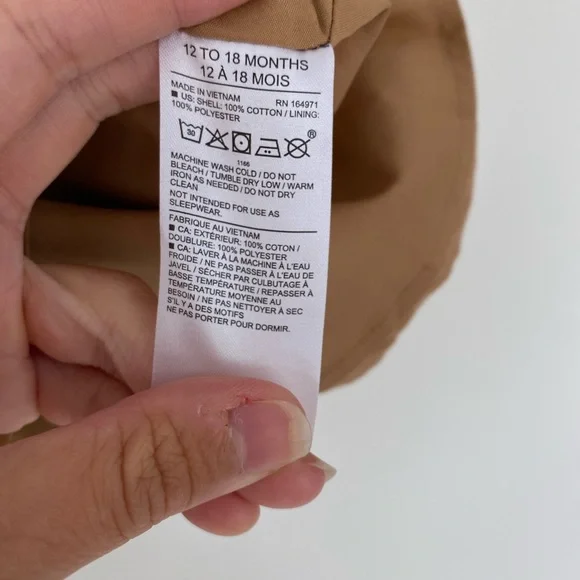 12 TO 18 MONTHS
12 À 18 MOIS
MADE IN VIETNAM RN 164971
■ US: SHELL: 100% COTTON / LINING:
100% POLYESTER
30
®
1166
MACHINE WASH COLD / DO NOT
BLEACH / TUMBLE DRY LOW / WARM
IRON AS NEEDED / DO NOT DRY
CLEAN
NOT INTENDED FOR USE AS
SLEEPWEAR.
FABRIQUE AU VIETNAM
■ CA: EXTÉRIEUR: 100% COTON /
DOUBLURE: 100% POLYESTER
■ CA: LAVER À LA MACHINE À L'EAU
FROIDE / NE PAS PASSER À L'EAU DE
JAVEL / SÉCHER PAR CULBUTAGE À
BASSE TEMPÉRATURE / REPASSER À
TEMPÉRATURE MOYENNE AU
BESOIN / NE PAS NETTOYER À SEC
S'IL Y A DES MOTIFS
NE PAS PORTER POUR DORMIR.